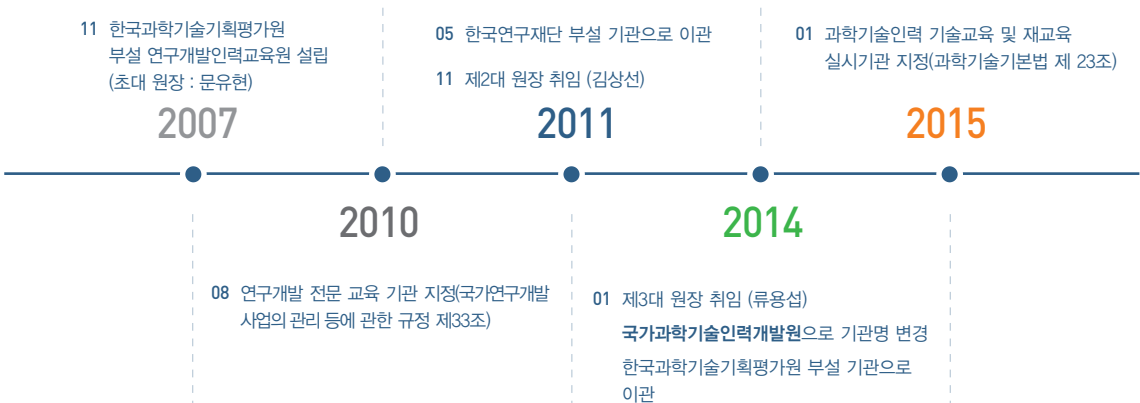 11 한국과학기술기획평가원
부설 연구개발인력교육원 설립
(초대 원장 : 문유현)
2007
05 한국연구재단 부설 기관으로 이관
11 제2대 원장 취임 (김상선)
2011
01 과학기술인력 기술교육 및 재교육
실시기관 지정(과학기술기본법 제 23조)
2015
2010
08 연구개발 전문 교육 기관 지정(국가연구개발
사업의 관리 등에 관한 규정 제33조)
2014
01 제3대 원장 취임 (류용섭)
국가과학기술인력개발원으로 기관명 변경
한국과학기술기획평가원 부설 기관으로
이관